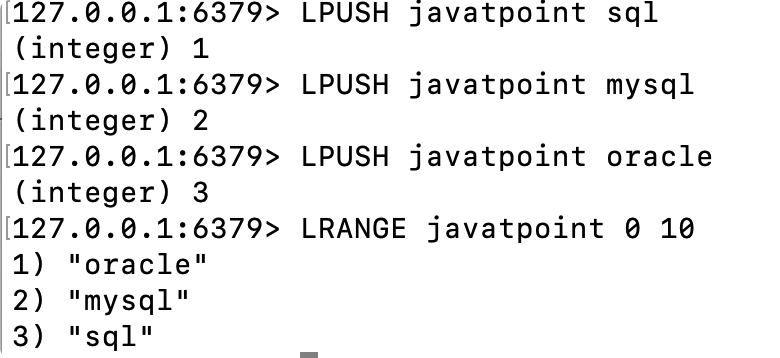 [127.0.0.1:6379> LPUSH javatpoint sql
(integer) 1
[127.0.0.1:6379> LPUSH javatpoint mysql
(integer) 2
[127.0.0.1:6379> LPUSH javatpoint oracle
(integer) 3
[127.0.0.1:6379> LRANGE javatpoint 0 10
1) "oracle"
2) "mysql"
3) "sql"